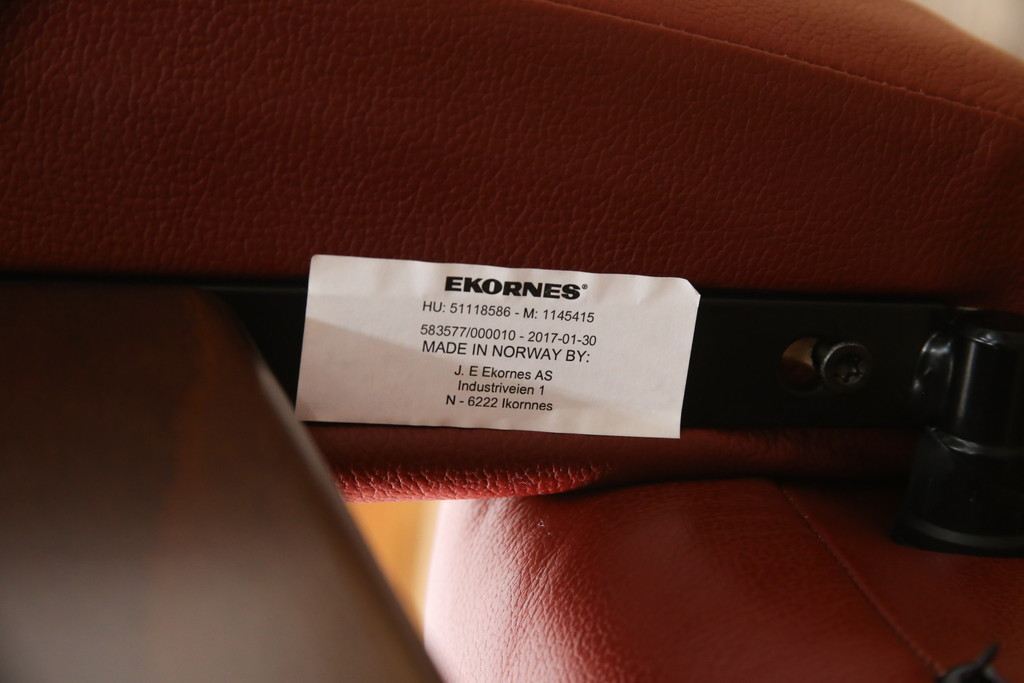 EKORNES®
HU: 51118586 - M: 1145415
583577/000010 - 2017-01-30
MADE IN NORWAY BY:
J. E Ekornes AS
Industriveien 1
N - 6222 Ikornnes